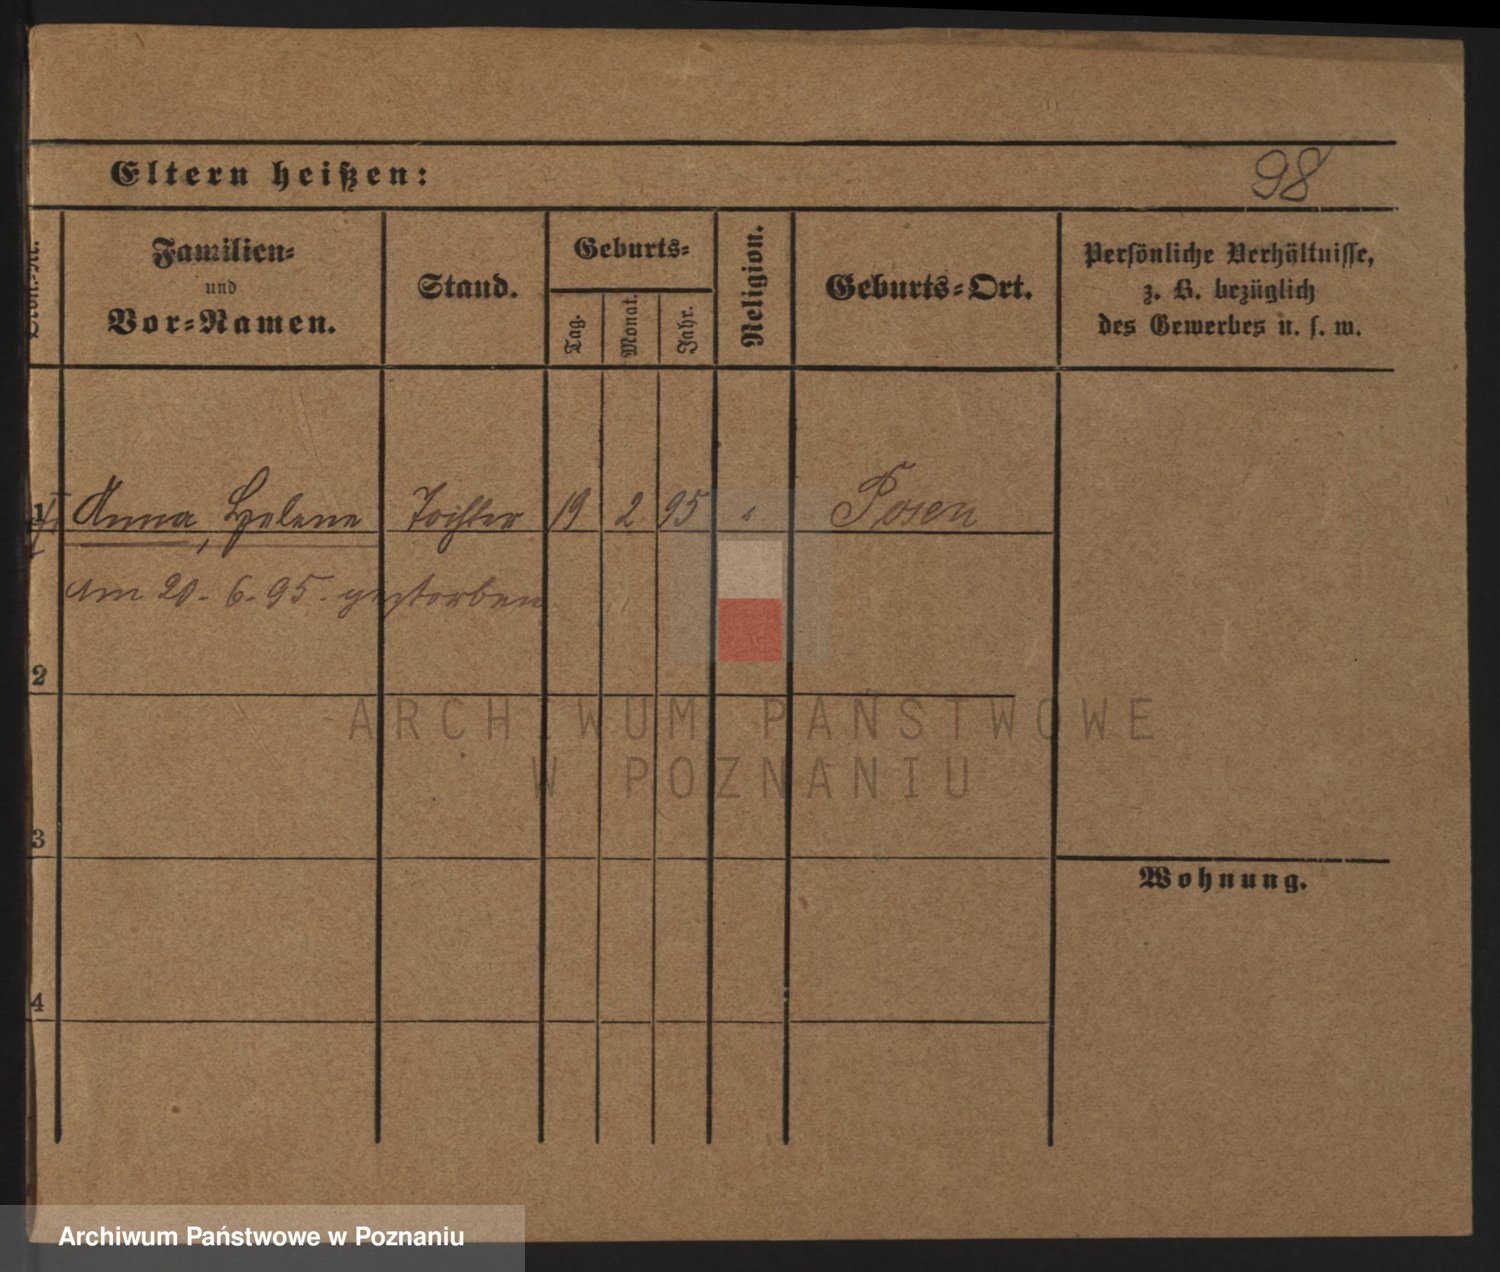 Eltern heißen:
98
Familien-
und
Vor-Namen.
Stand.
Geburts-
Tag.
Monat.
Jahr.
Religion.
Geburts-Ort.
Persönliche Verhältnisse,
z. B. bezüglich
des Gewerbes u. s. w.
1
Anna, Helene Tochter 19 2 95 " Posen
am 20. 6. 95. gestorben
2
ARCHIWUM PAŃSTWOWE
W POZNANIU
3
Wohnung.
4
Archiwum Państwowe w Poznaniu